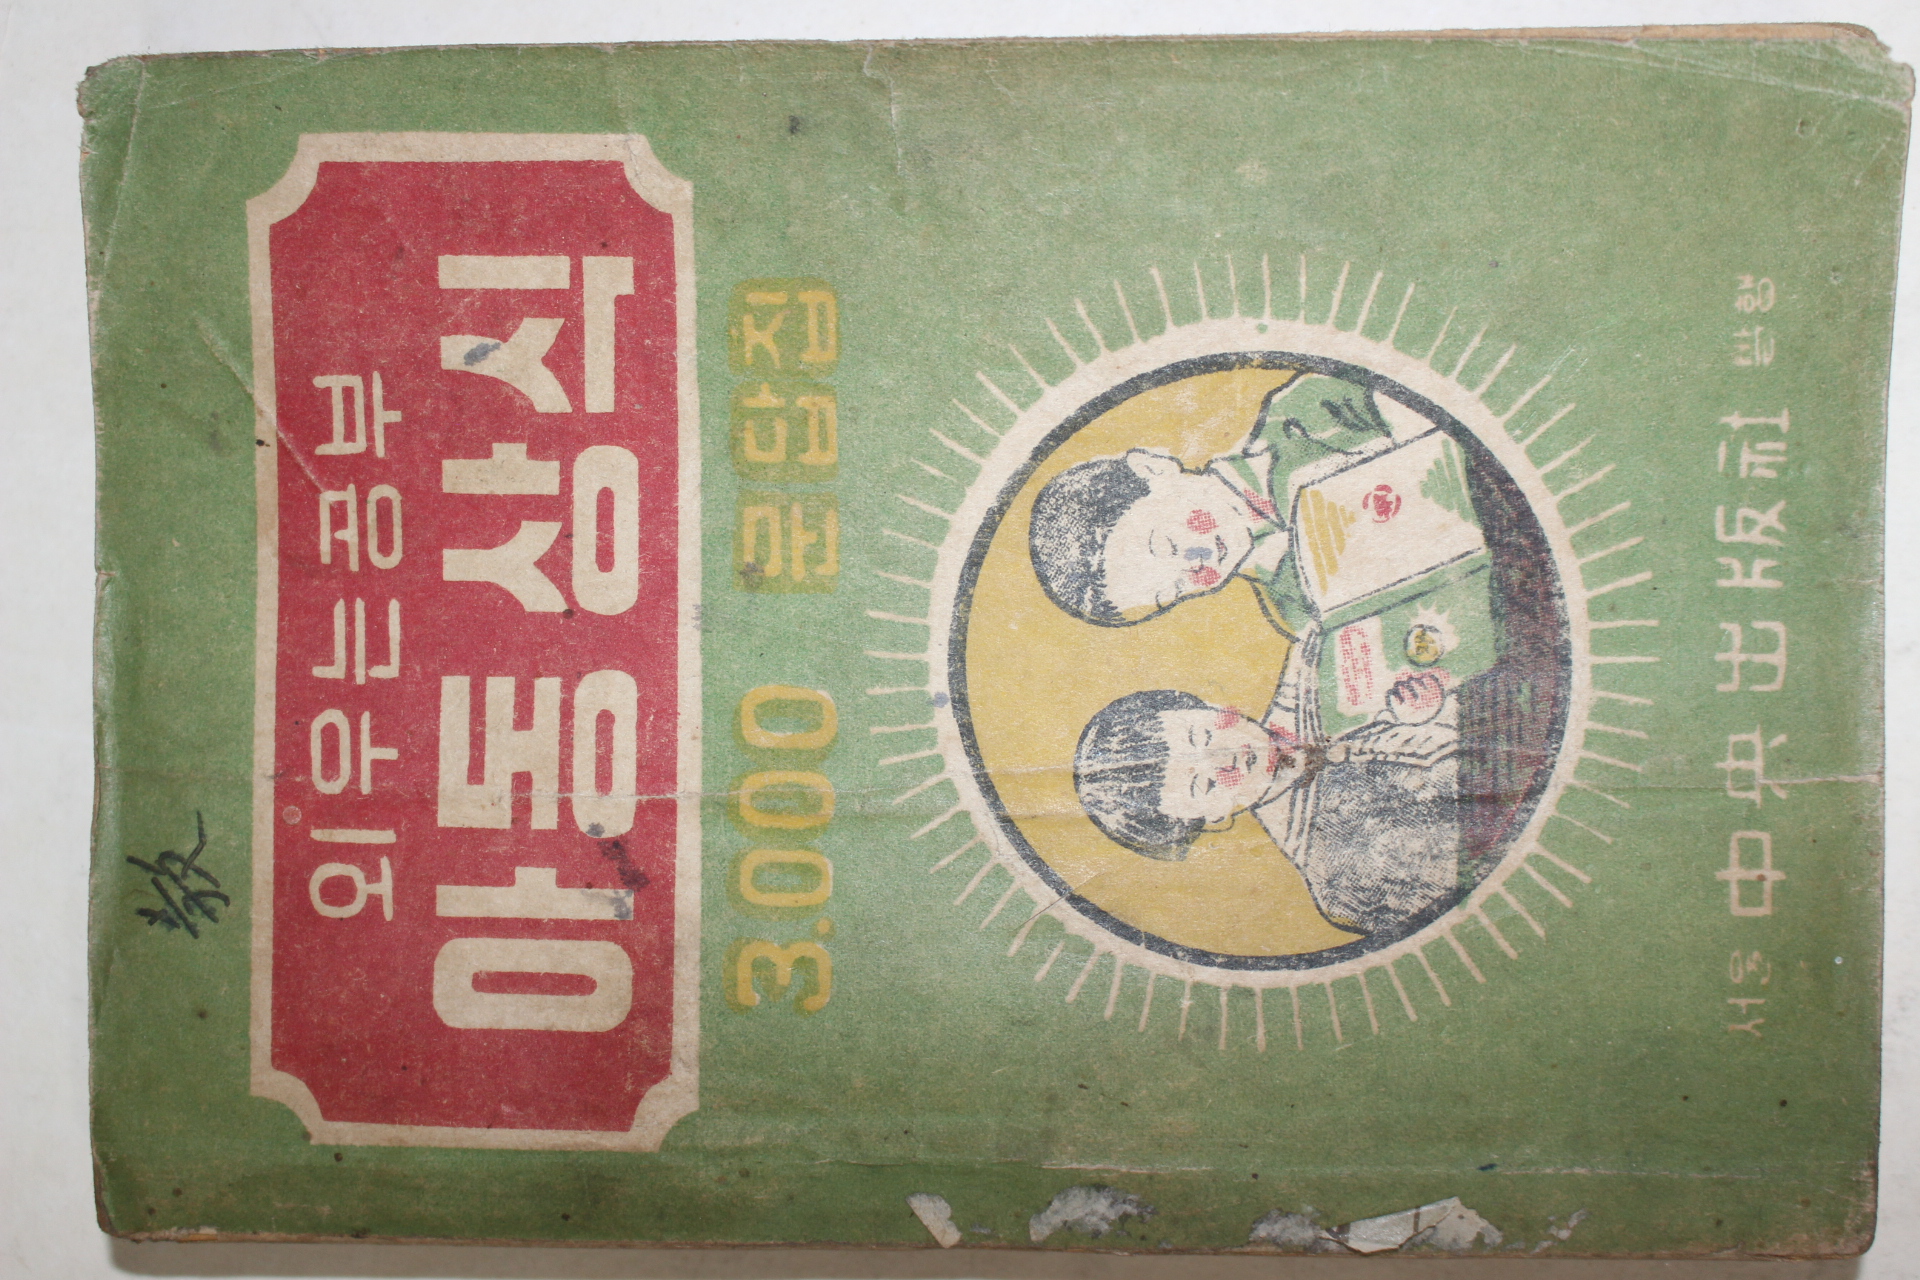 외우는 공부
아동상식
3.000 문답집
서울 中央出版社 발행